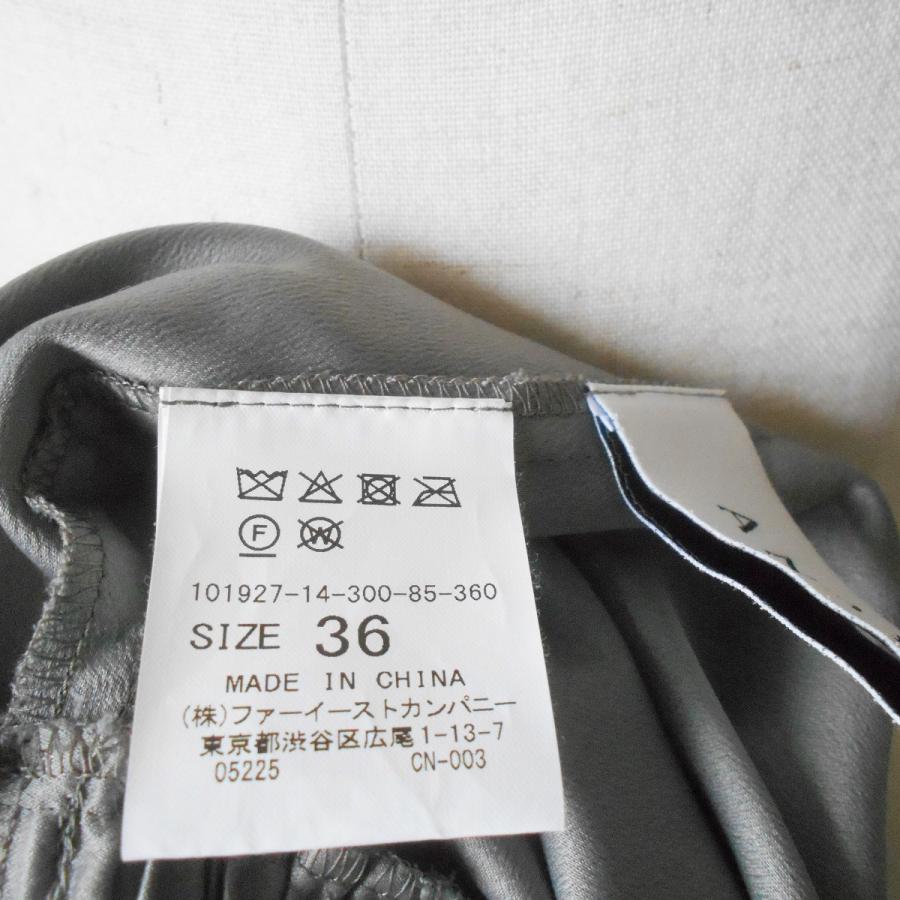 F W
101927-14-300-85-360
SIZE 36
MADE IN CHINA
(株)ファーイーストカンパニー
東京都渋谷区広尾1-13-7
05225 CN-003